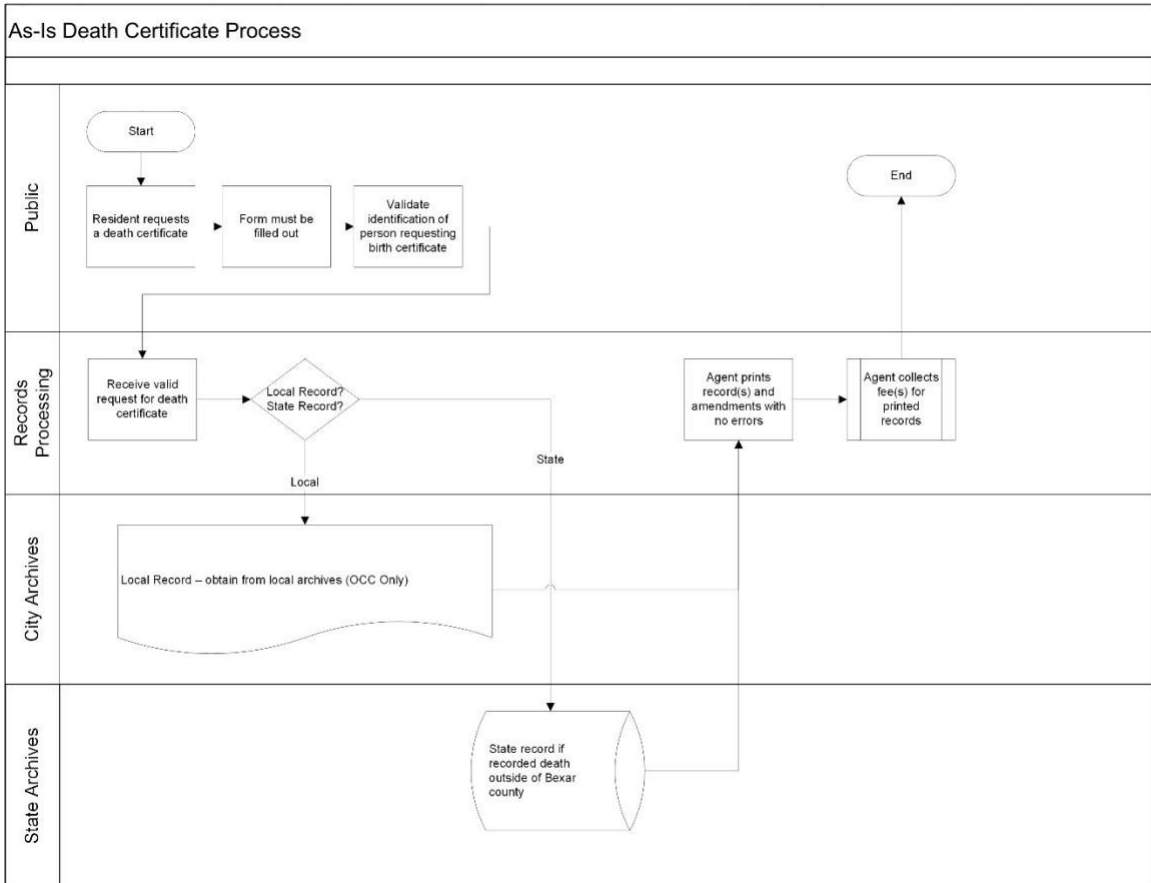 As-Is Death Certificate Process
Public
Start
Resident requests
a death certificate
Form must be
filled out
Validate
identification of
person requesting
birth certificate
End
Records
Processing
Receive valid
request for death
certificate
Local Record?
State Record?
Local
State
Agent prints
record(s) and
amendments with
no errors
Agent collects
fee(s) for
printed
records
City Archives
Local Record – obtain from local archives (OCC Only)
State Archives
State record if
recorded death
outside of Bexar
county